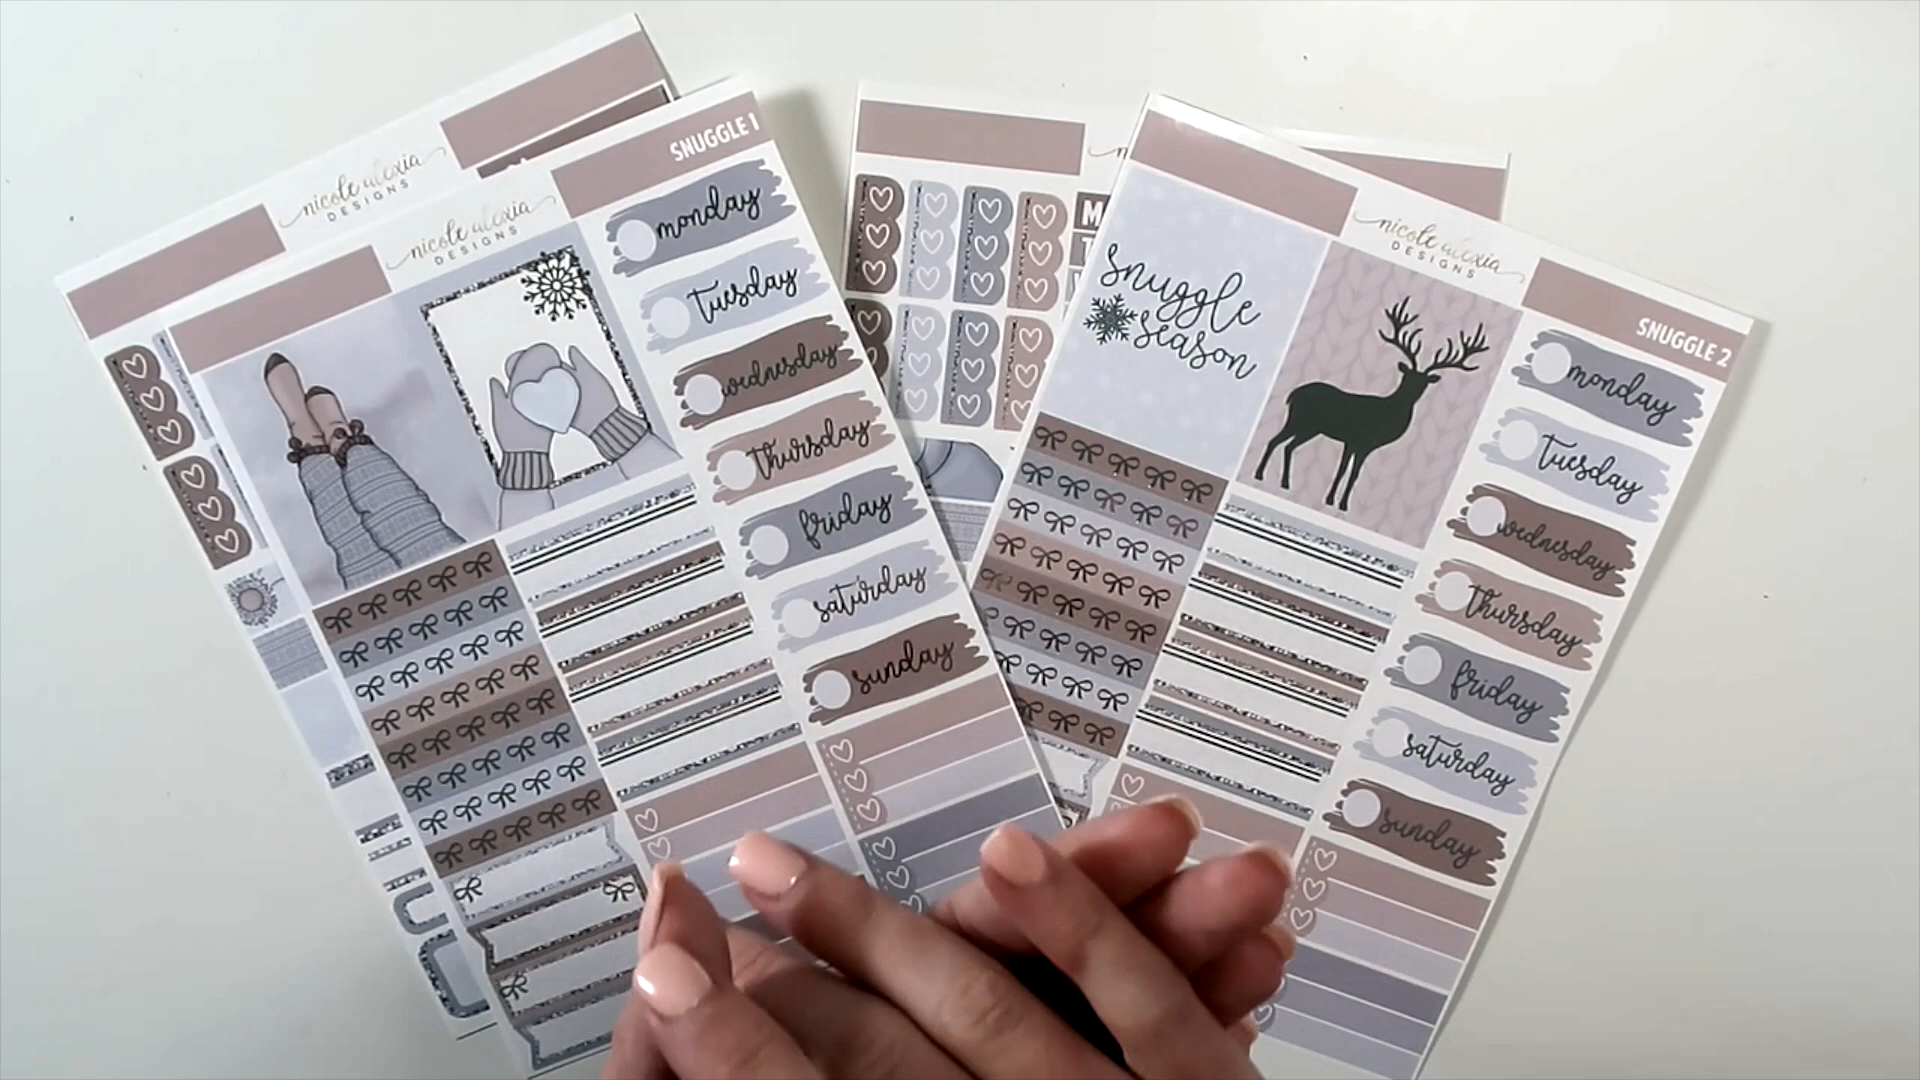 nicole alexia
DESIGNS
SNUGGLE 1
nicole alexia
DESIGNS
monday
tuesday
wednesday
thursday
friday
saturday
sunday
M
T
SNUGGLE 2
nicole alexia
DESIGNS
snuggle
season
monday
tuesday
wednesday
thursday
friday
saturday
sunday